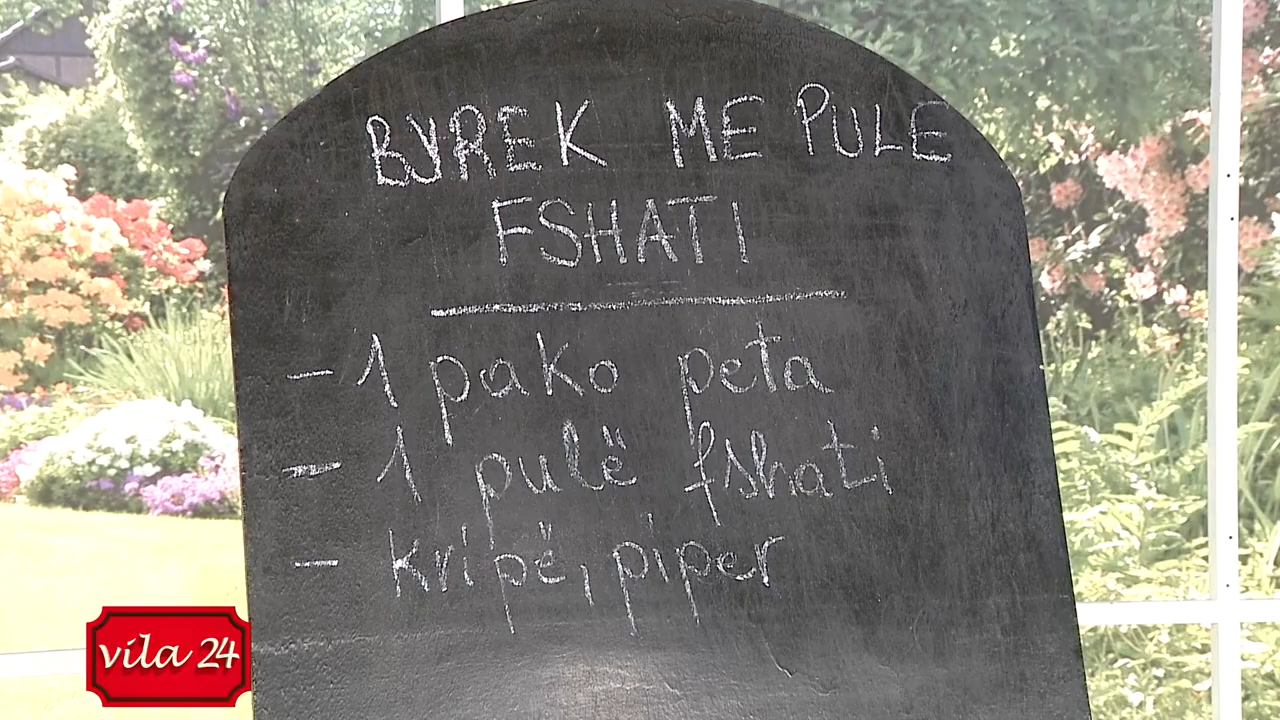 BYREK ME PULE
FSHATI
- 1 pako peta
- 1 pulë fshati
- kripë, piper
vila 24